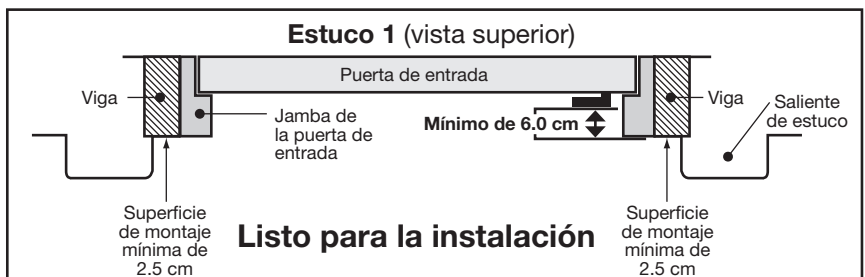 Estuco 1 (vista superior)
Puerta de entrada
Viga
Jamba de
la puerta de
entrada
Mínimo de 6.0 cm
Viga
Saliente
de estuco
Superficie
de montaje
mínima de
2.5 cm
Listo para la instalación
Superficie
de montaje
mínima de
2.5 cm